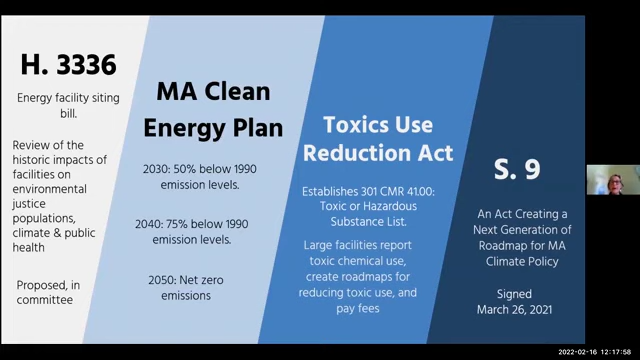 H. 3336
Energy facility siting
bill.
Review of the
historic impacts of
facilities on
environmental
justice
populations,
climate & public
health
Proposed, in
committee
MA Clean
Energy Plan
2030: 50% below 1990
emission levels.
2040: 75% below 1990
emission levels.
2050: Net zero
emissions
Toxics Use
Reduction Act
Establishes 301 CMR 41.00:
Toxic or Hazardous
Substance List.
Large facilities report
toxic chemical use,
create roadmaps for
reducing toxic use, and
pay fees
S. 9
An Act Creating a
Next Generation of
Roadmap for MA
Climate Policy
Signed
March 26, 2021
2022-02-16 12:17:58